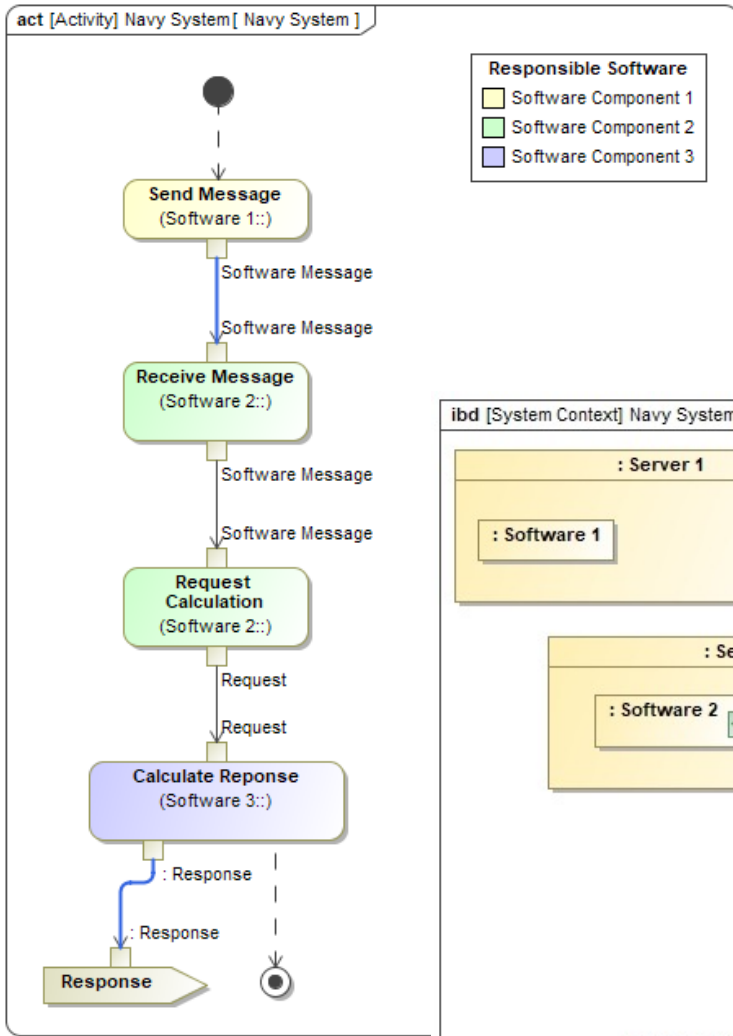 act [Activity] Navy System[ Navy System ]
Responsible Software
Software Component 1
Software Component 2
Software Component 3
Send Message
(Software 1::)
Software Message
Software Message
Receive Message
(Software 2::)
Software Message
Software Message
Request
Calculation
(Software 2::)
Request
Request
Calculate Reponse
(Software 3::)
: Response
: Response
Response
ibd [System Context] Navy System
: Server 1
: Software 1
: Se
: Software 2